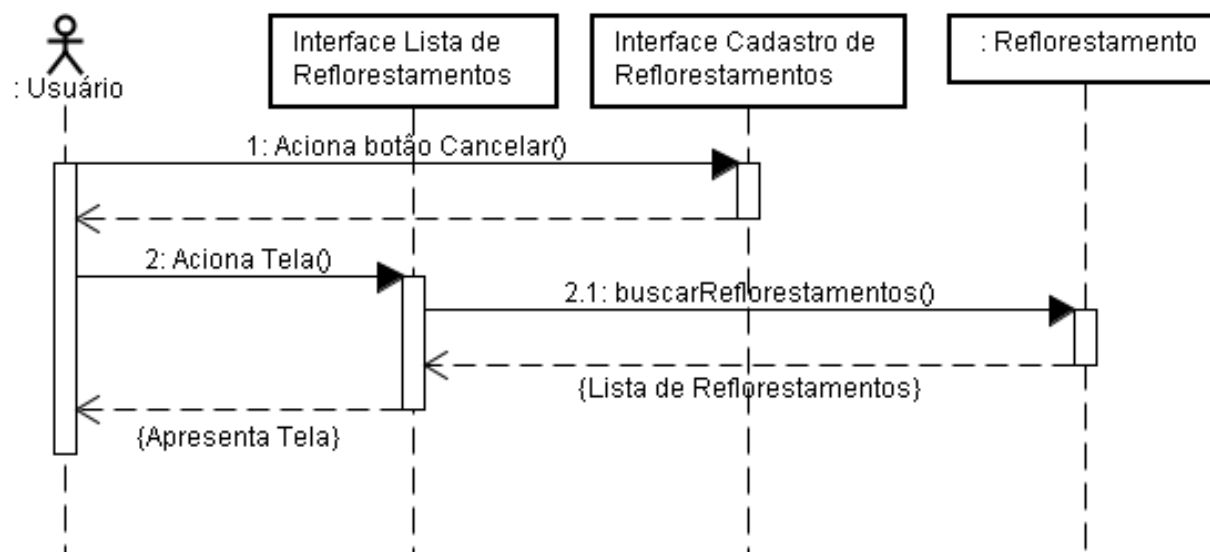 : Usuário
Interface Lista de
Reflorestamentos
Interface Cadastro de
Reflorestamentos
: Reflorestamento
1: Aciona botão Cancelar()
2: Aciona Tela()
2.1: buscarReflorestamentos()
{Lista de Reflorestamentos}
{Apresenta Tela}